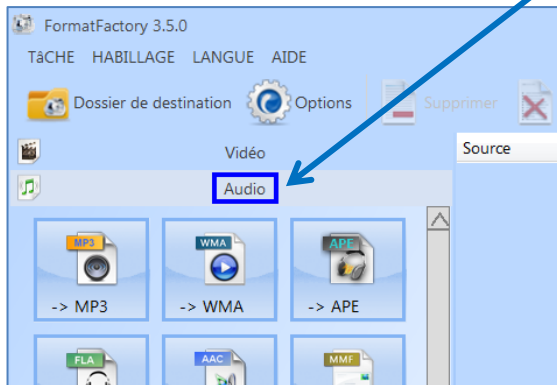 FormatFactory 3.5.0
TâCHE HABILLAGE LANGUE AIDE
Dossier de destination Options Supprimer
Vidéo
Source
Audio
MP3 WMA APE
-> MP3 -> WMA -> APE
FLA AAC MMF